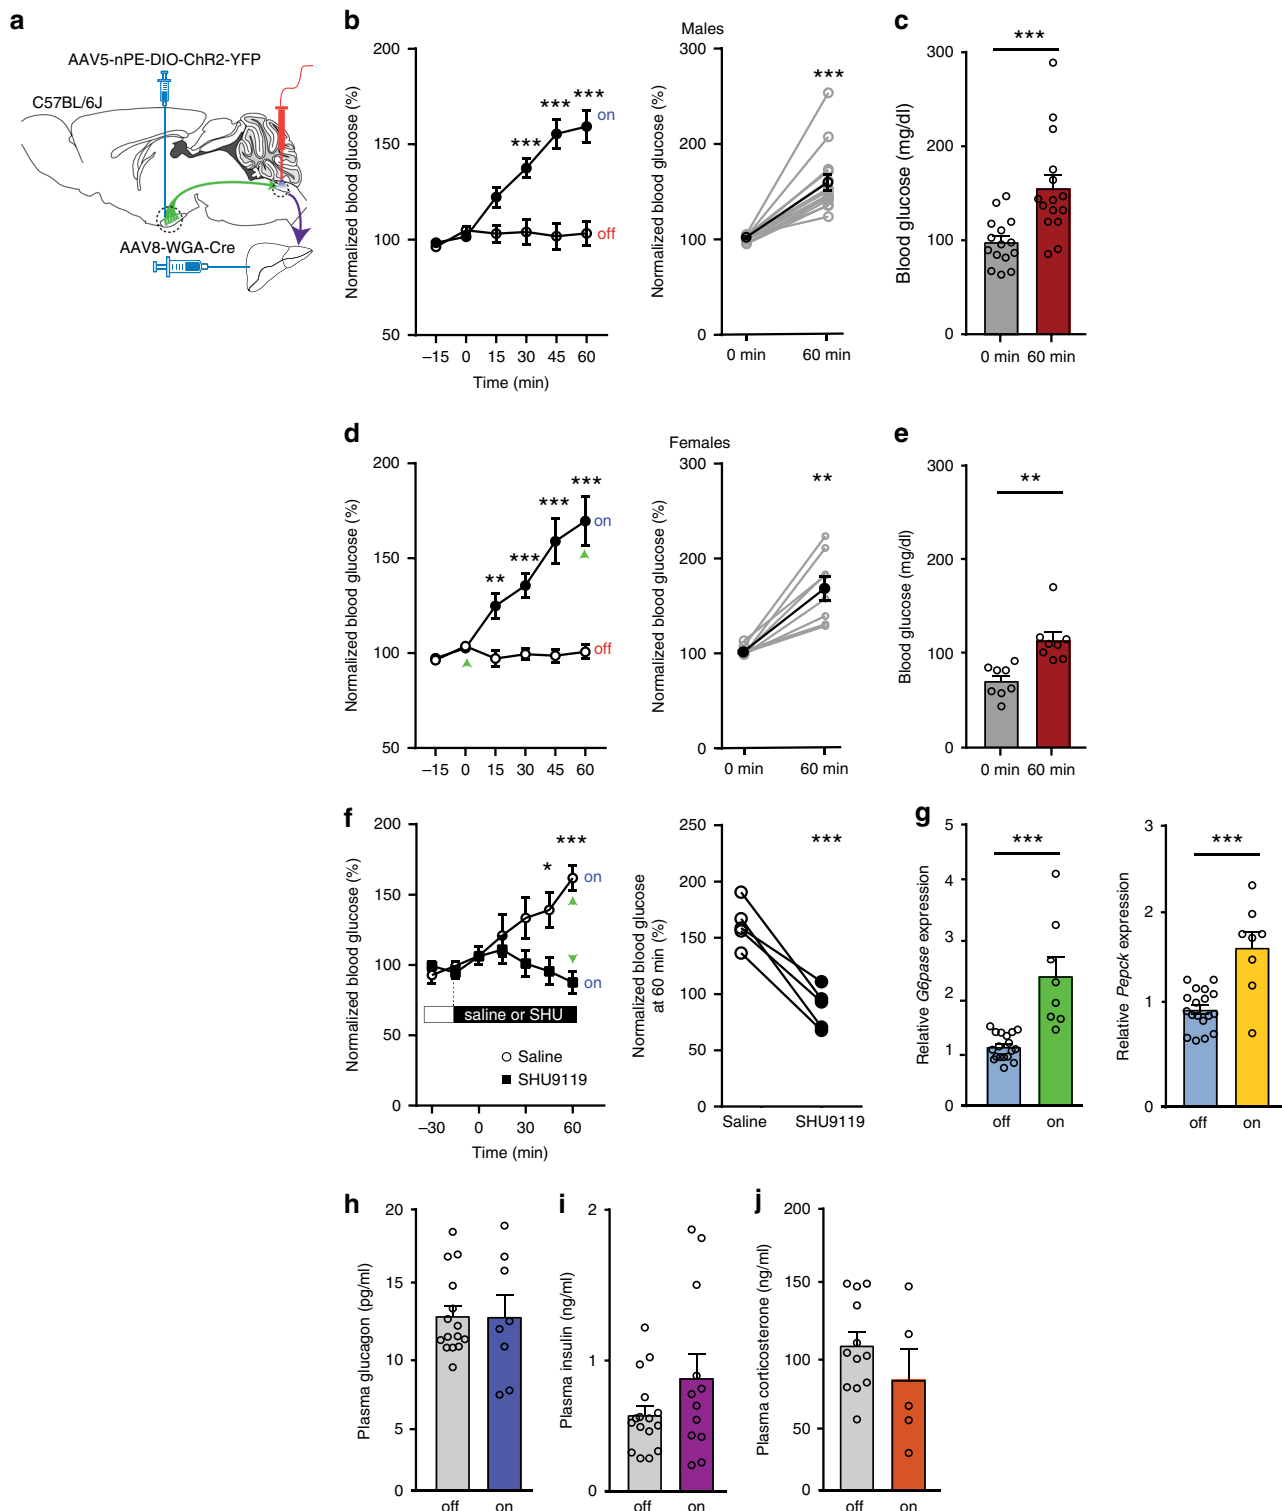 a
AAV5-nPE-DIO-ChR2-YFP
C57BL/6J
AAV8-WGA-Cre
b
Males
Normalized blood glucose (%)
200
150
100
50
***
***
***
on
off
–15 0 15 30 45 60
Time (min)
Normalized blood glucose (%)
300
200
100
0
***
0 min 60 min
c
Blood glucose (mg/dl)
300
200
100
0
***
0 min 60 min
d
Females
Normalized blood glucose (%)
200
150
100
50
**
***
***
***
on
off
–15 0 15 30 45 60
Normalized blood glucose (%)
300
200
100
0
**
0 min 60 min
e
Blood glucose (mg/dl)
300
200
100
0
**
0 min 60 min
f
Normalized blood glucose (%)
200
150
100
50
0
*
***
on
on
saline or SHU
Saline
SHU9119
–30 0 30 60
Time (min)
Normalized blood glucose
at 60 min (%)
250
200
150
100
50
0
***
Saline SHU9119
g
Relative G6pase expression
5
4
3
2
1
0
***
off on
Relative Pepck expression
3
2
1
0
***
off on
h
Plasma glucagon (pg/ml)
20
15
10
5
0
off on
i
Plasma insulin (ng/ml)
2
1
0
off on
j
Plasma corticosterone (ng/ml)
200
150
100
50
0
off on